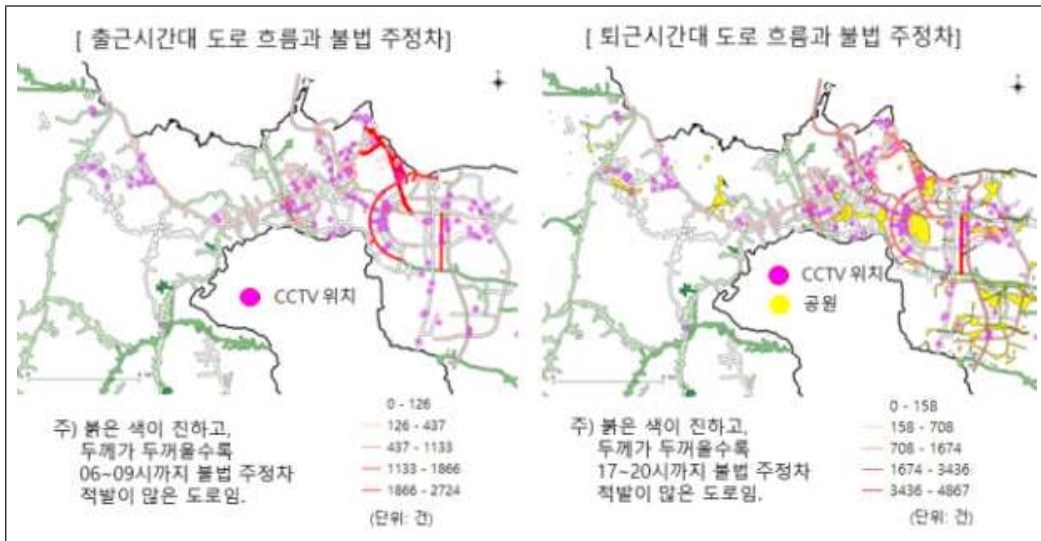 [ 출근시간대 도로 흐름과 불법 주정차]
CCTV 위치
주) 붉은 색이 진하고,
두께가 두꺼울수록
06~09시까지 불법 주정차
적발이 많은 도로임.
0 - 126
126 - 437
437 - 1133
1133 - 1866
1866 - 2724
(단위: 건)
[ 퇴근시간대 도로 흐름과 불법 주정차]
CCTV 위치
공원
주) 붉은 색이 진하고,
두께가 두꺼울수록
17~20시까지 불법 주정차
적발이 많은 도로임.
0 - 158
158 - 708
708 - 1674
1674 - 3436
3436 - 4867
(단위: 건)